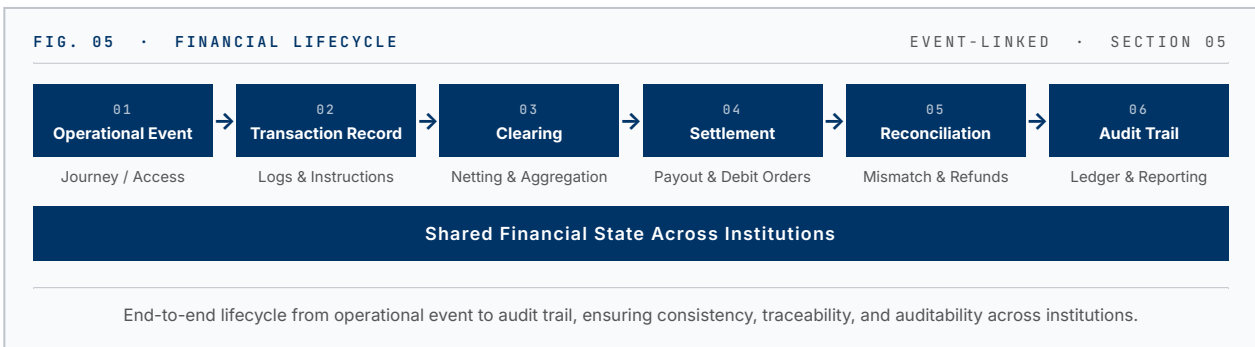 FIG. 05 · FINANCIAL LIFECYCLE
EVENT-LINKED · SECTION 05
01
Operational Event
Journey / Access
02
Transaction Record
Logs & Instructions
03
Clearing
Netting & Aggregation
04
Settlement
Payout & Debit Orders
05
Reconciliation
Mismatch & Refunds
06
Audit Trail
Ledger & Reporting
Shared Financial State Across Institutions
End-to-end lifecycle from operational event to audit trail, ensuring consistency, traceability, and auditability across institutions.